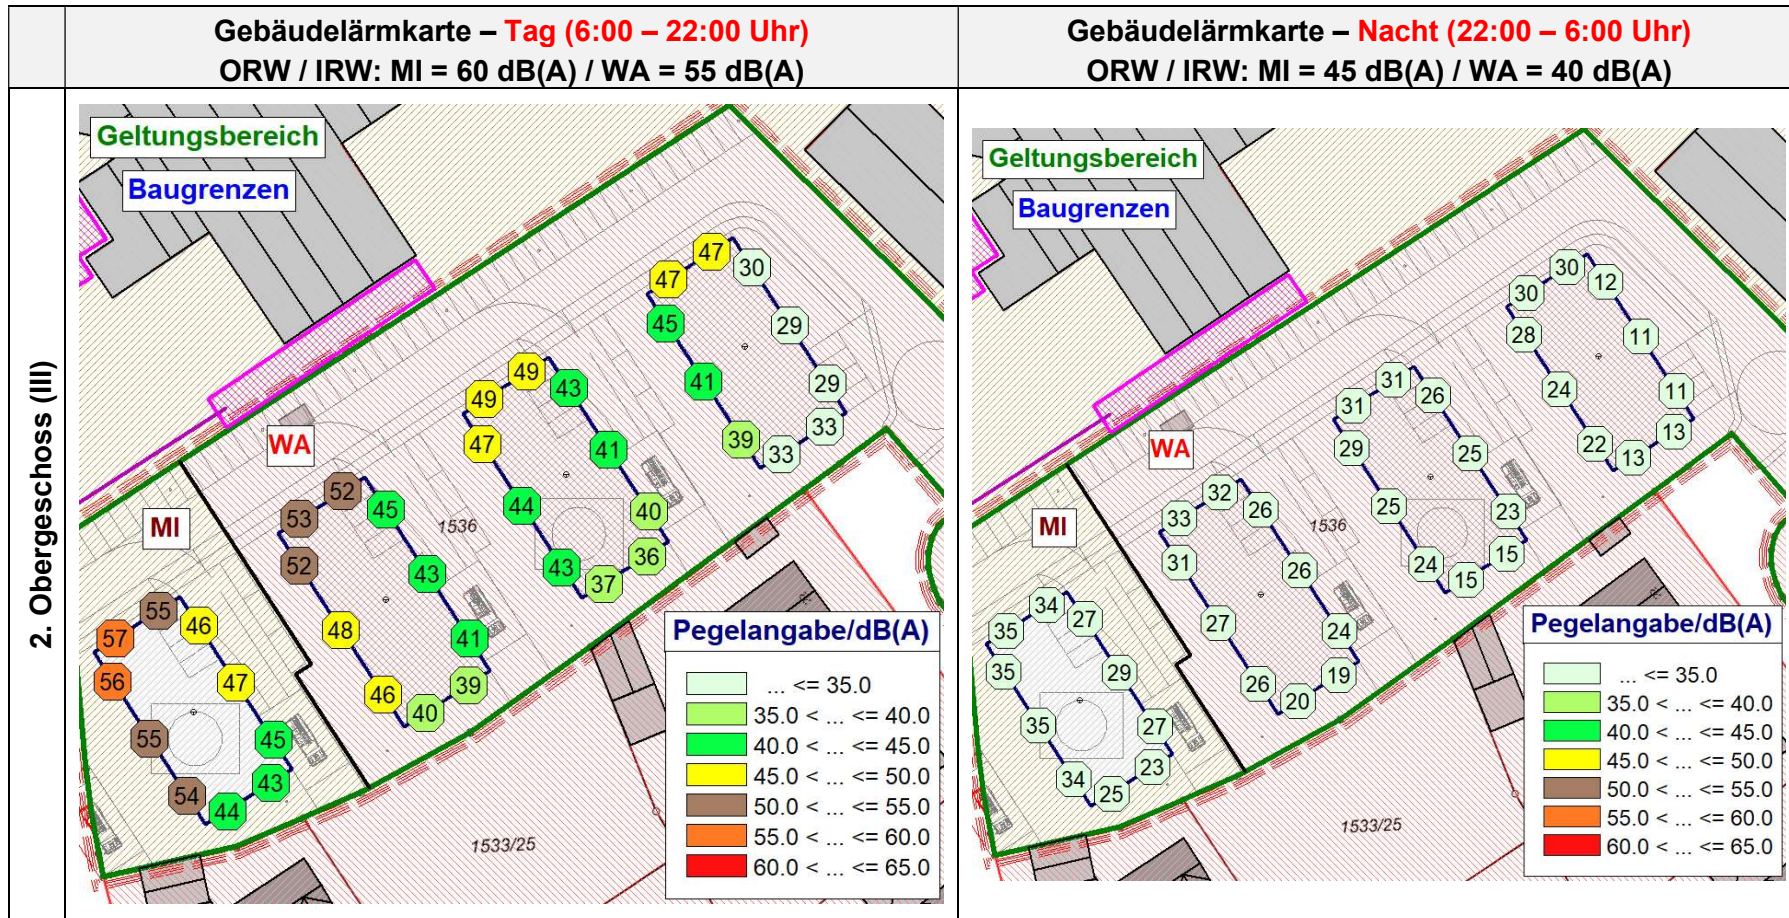 Gebäudelärmkarte – Tag (6:00 – 22:00 Uhr)
ORW / IRW: MI = 60 dB(A) / WA = 55 dB(A)
Gebäudelärmkarte – Nacht (22:00 – 6:00 Uhr)
ORW / IRW: MI = 45 dB(A) / WA = 40 dB(A)
2. Obergeschoss (III)
Geltungsbereich
Baugrenzen
47
47
30
45
29
41
29
39
33
33
49
49
43
47
41
44
40
43
36
37
WA
1536
52
53
45
52
43
48
41
46
39
40
MI
55
57
46
56
47
55
45
54
43
44
1533/25
Pegelangabe/dB(A)
... <= 35.0
35.0 < ... <= 40.0
40.0 < ... <= 45.0
45.0 < ... <= 50.0
50.0 < ... <= 55.0
55.0 < ... <= 60.0
60.0 < ... <= 65.0
Geltungsbereich
Baugrenzen
30
30
12
28
11
24
11
22
13
13
31
31
26
29
25
25
23
24
15
15
WA
1536
32
33
26
31
26
27
24
26
19
20
MI
34
35
27
35
29
35
27
34
23
25
1533/25
Pegelangabe/dB(A)
... <= 35.0
35.0 < ... <= 40.0
40.0 < ... <= 45.0
45.0 < ... <= 50.0
50.0 < ... <= 55.0
55.0 < ... <= 60.0
60.0 < ... <= 65.0